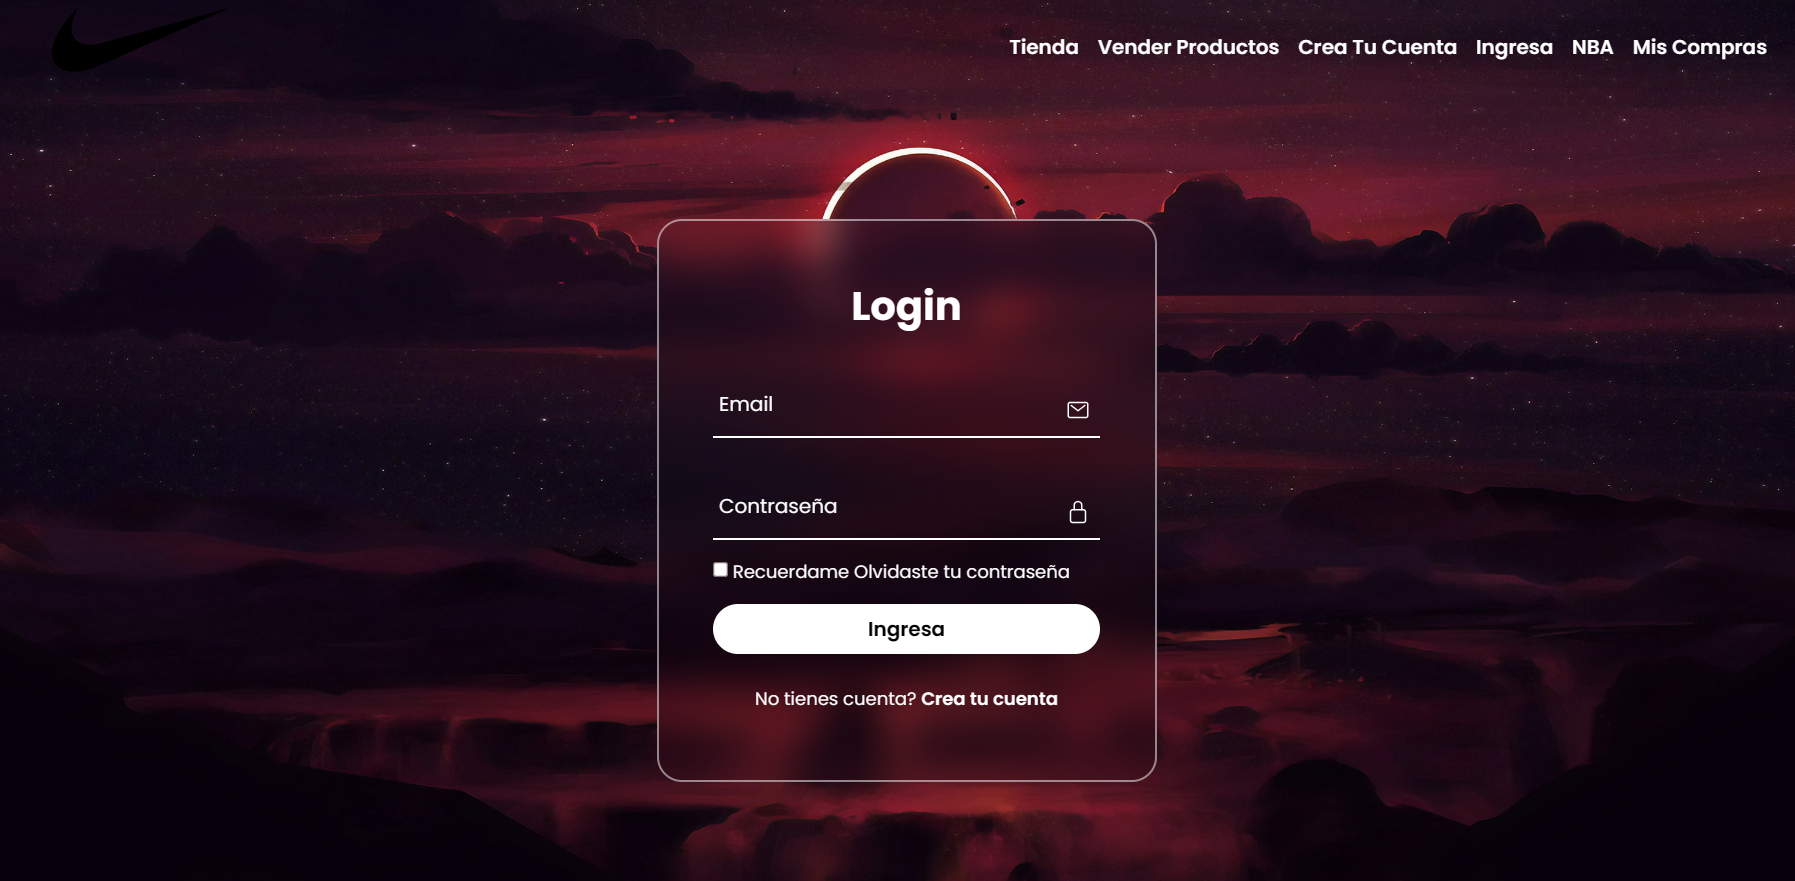 Tienda Vender Productos Crea Tu Cuenta Ingresa NBA Mis Compras
Login
Email
Contraseña
Recuerdame Olvidaste tu contraseña
Ingresa
No tienes cuenta? Crea tu cuenta